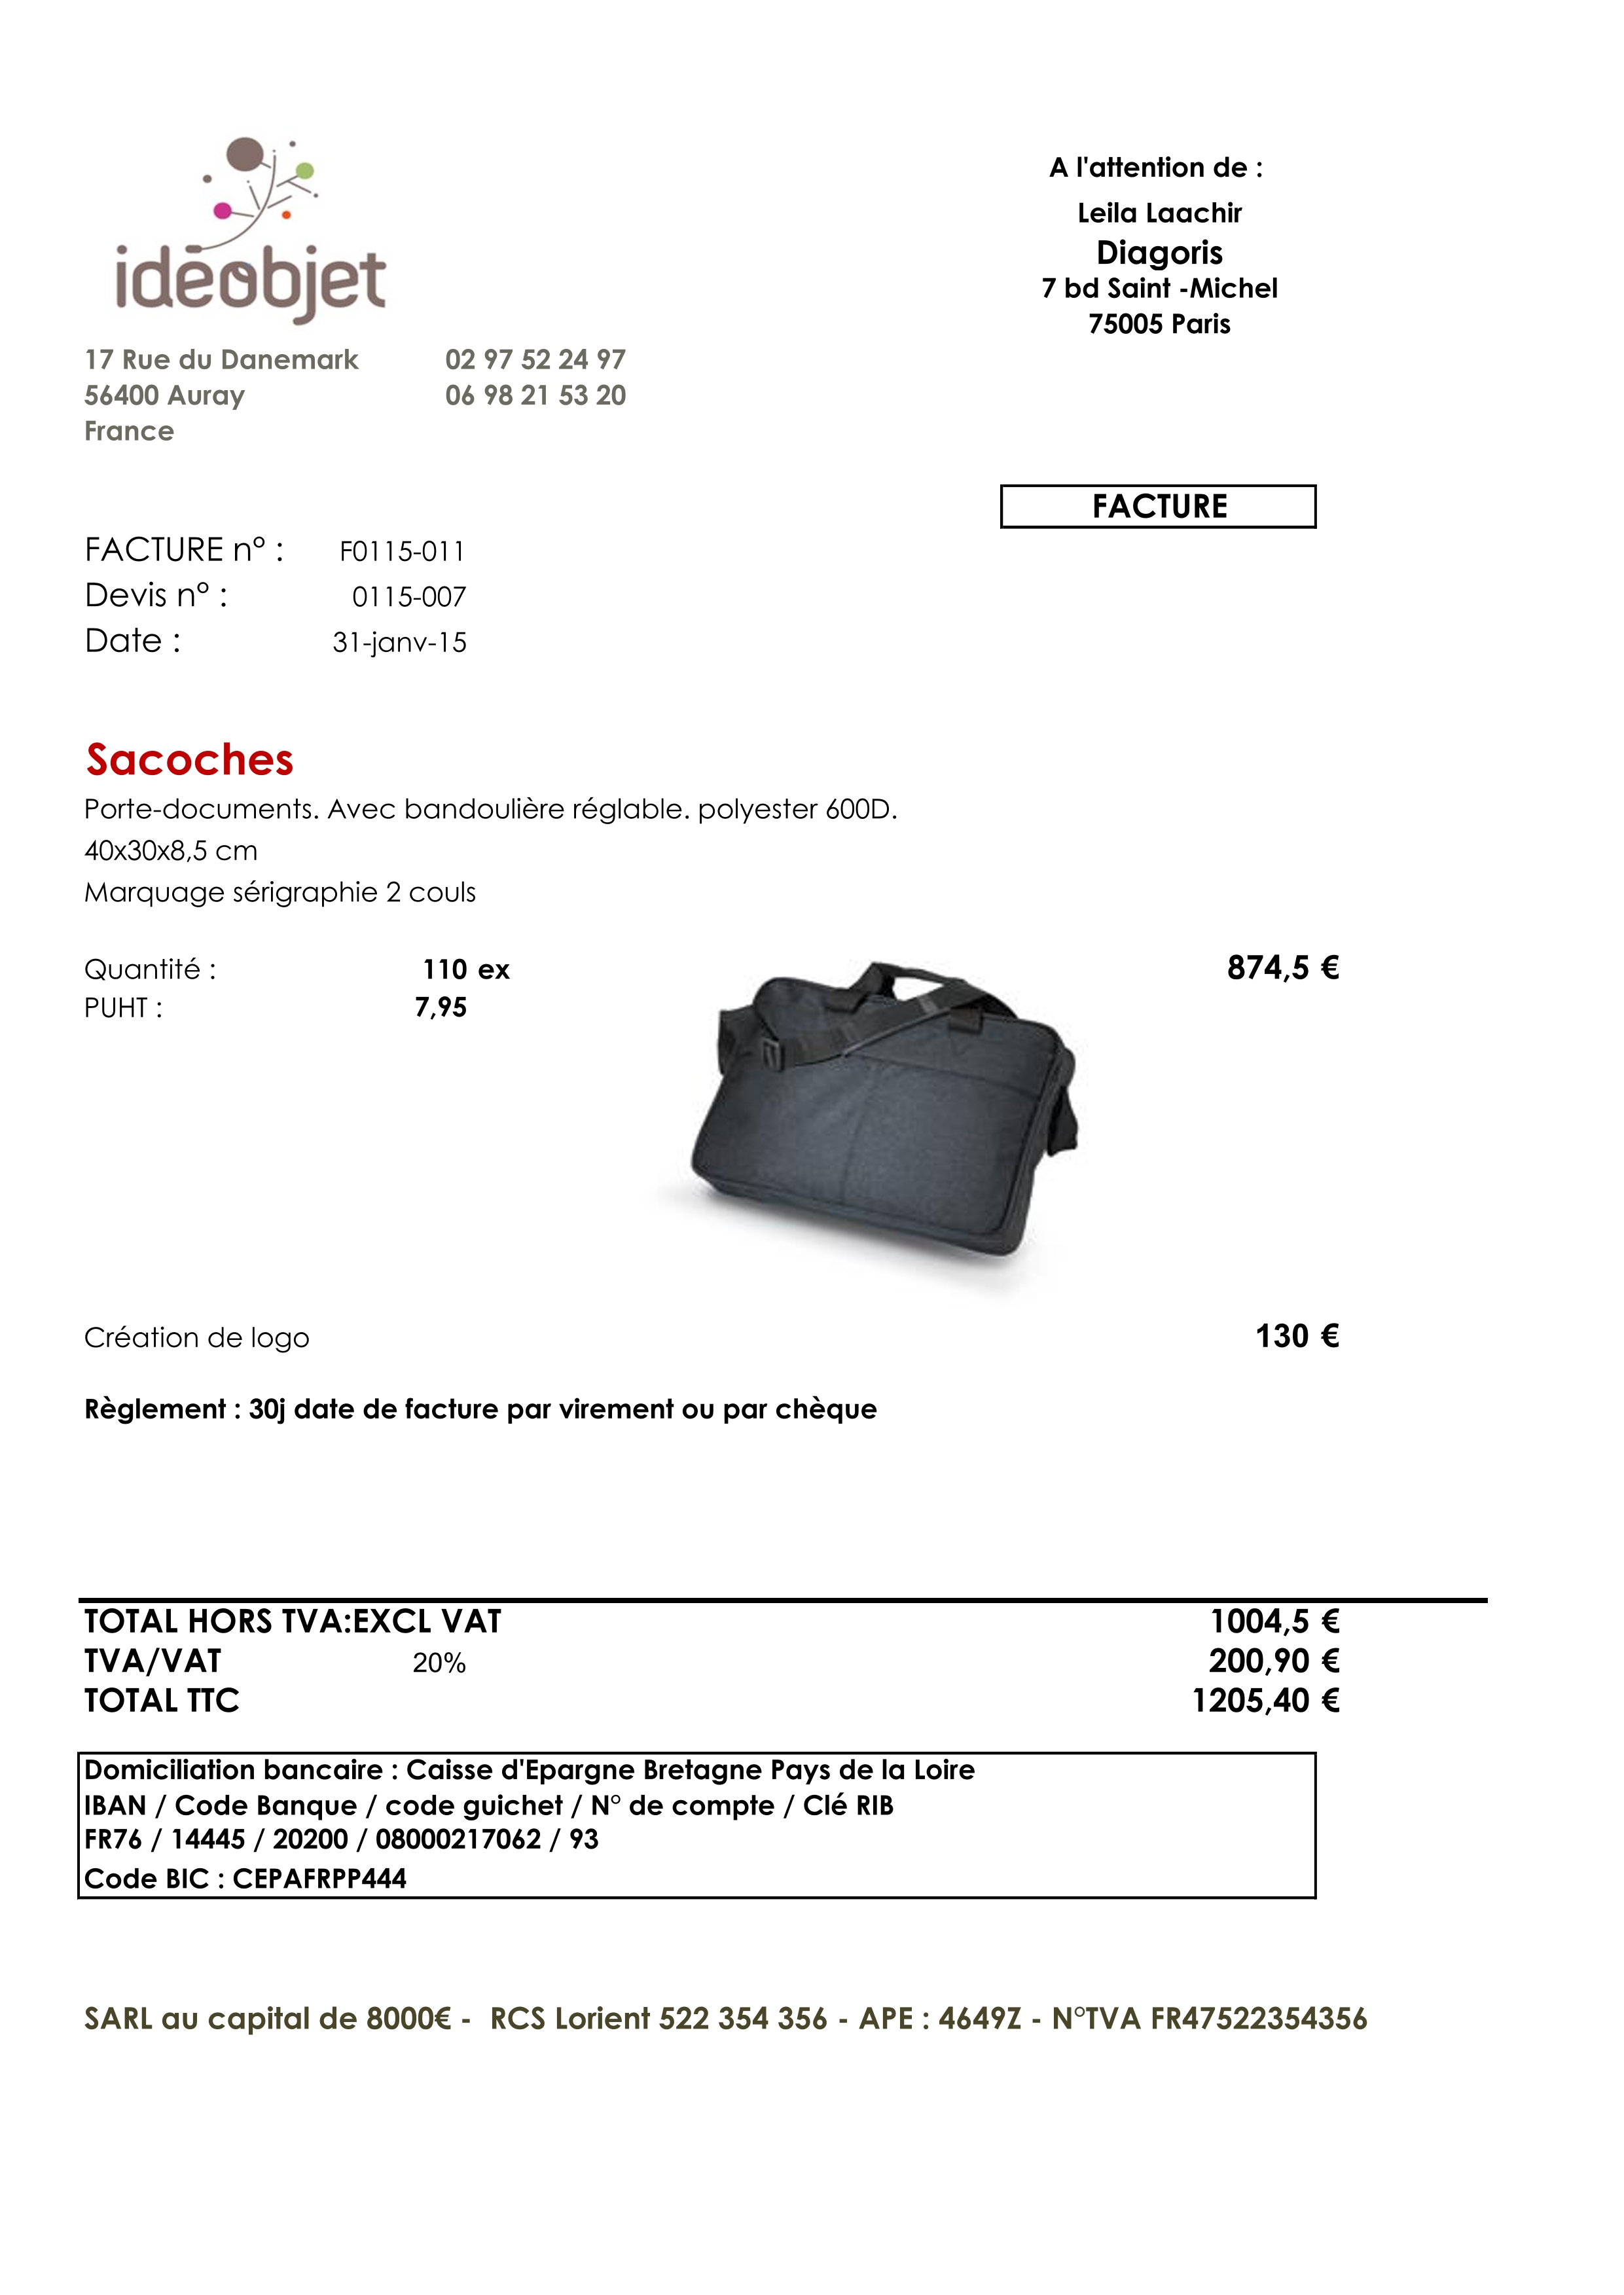 idéobjet
A l'attention de :
Leila Laachir
Diagoris
7 bd Saint -Michel
75005 Paris
17 Rue du Danemark 02 97 52 24 97
56400 Auray 06 98 21 53 20
France
FACTURE
FACTURE n° : F0115-011
Devis n° : 0115-007
Date : 31-janv-15
Sacoches
Porte-documents. Avec bandoulière réglable. polyester 600D.
40x30x8,5 cm
Marquage sérigraphie 2 couls
Quantité : 110 ex 874,5 €
PUHT : 7,95
Création de logo 130 €
Règlement : 30j date de facture par virement ou par chèque
TOTAL HORS TVA:EXCL VAT 1004,5 €
TVA/VAT 20% 200,90 €
TOTAL TTC 1205,40 €
Domiciliation bancaire : Caisse d'Epargne Bretagne Pays de la Loire
IBAN / Code Banque / code guichet / N° de compte / Clé RIB
FR76 / 14445 / 20200 / 08000217062 / 93
Code BIC : CEPAFRPP444
SARL au capital de 8000€ - RCS Lorient 522 354 356 - APE : 4649Z - N°TVA FR47522354356